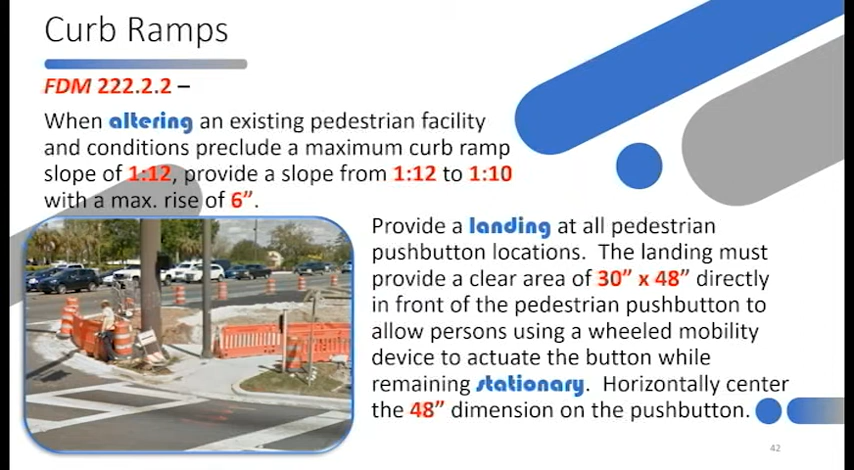 Curb Ramps
FDM 222.2.2 –
When altering an existing pedestrian facility
and conditions preclude a maximum curb ramp
slope of 1:12, provide a slope from 1:12 to 1:10
with a max. rise of 6”.
Provide a landing at all pedestrian
pushbutton locations. The landing must
provide a clear area of 30” x 48” directly
in front of the pedestrian pushbutton to
allow persons using a wheeled mobility
device to actuate the button while
remaining stationary. Horizontally center
the 48” dimension on the pushbutton.
42